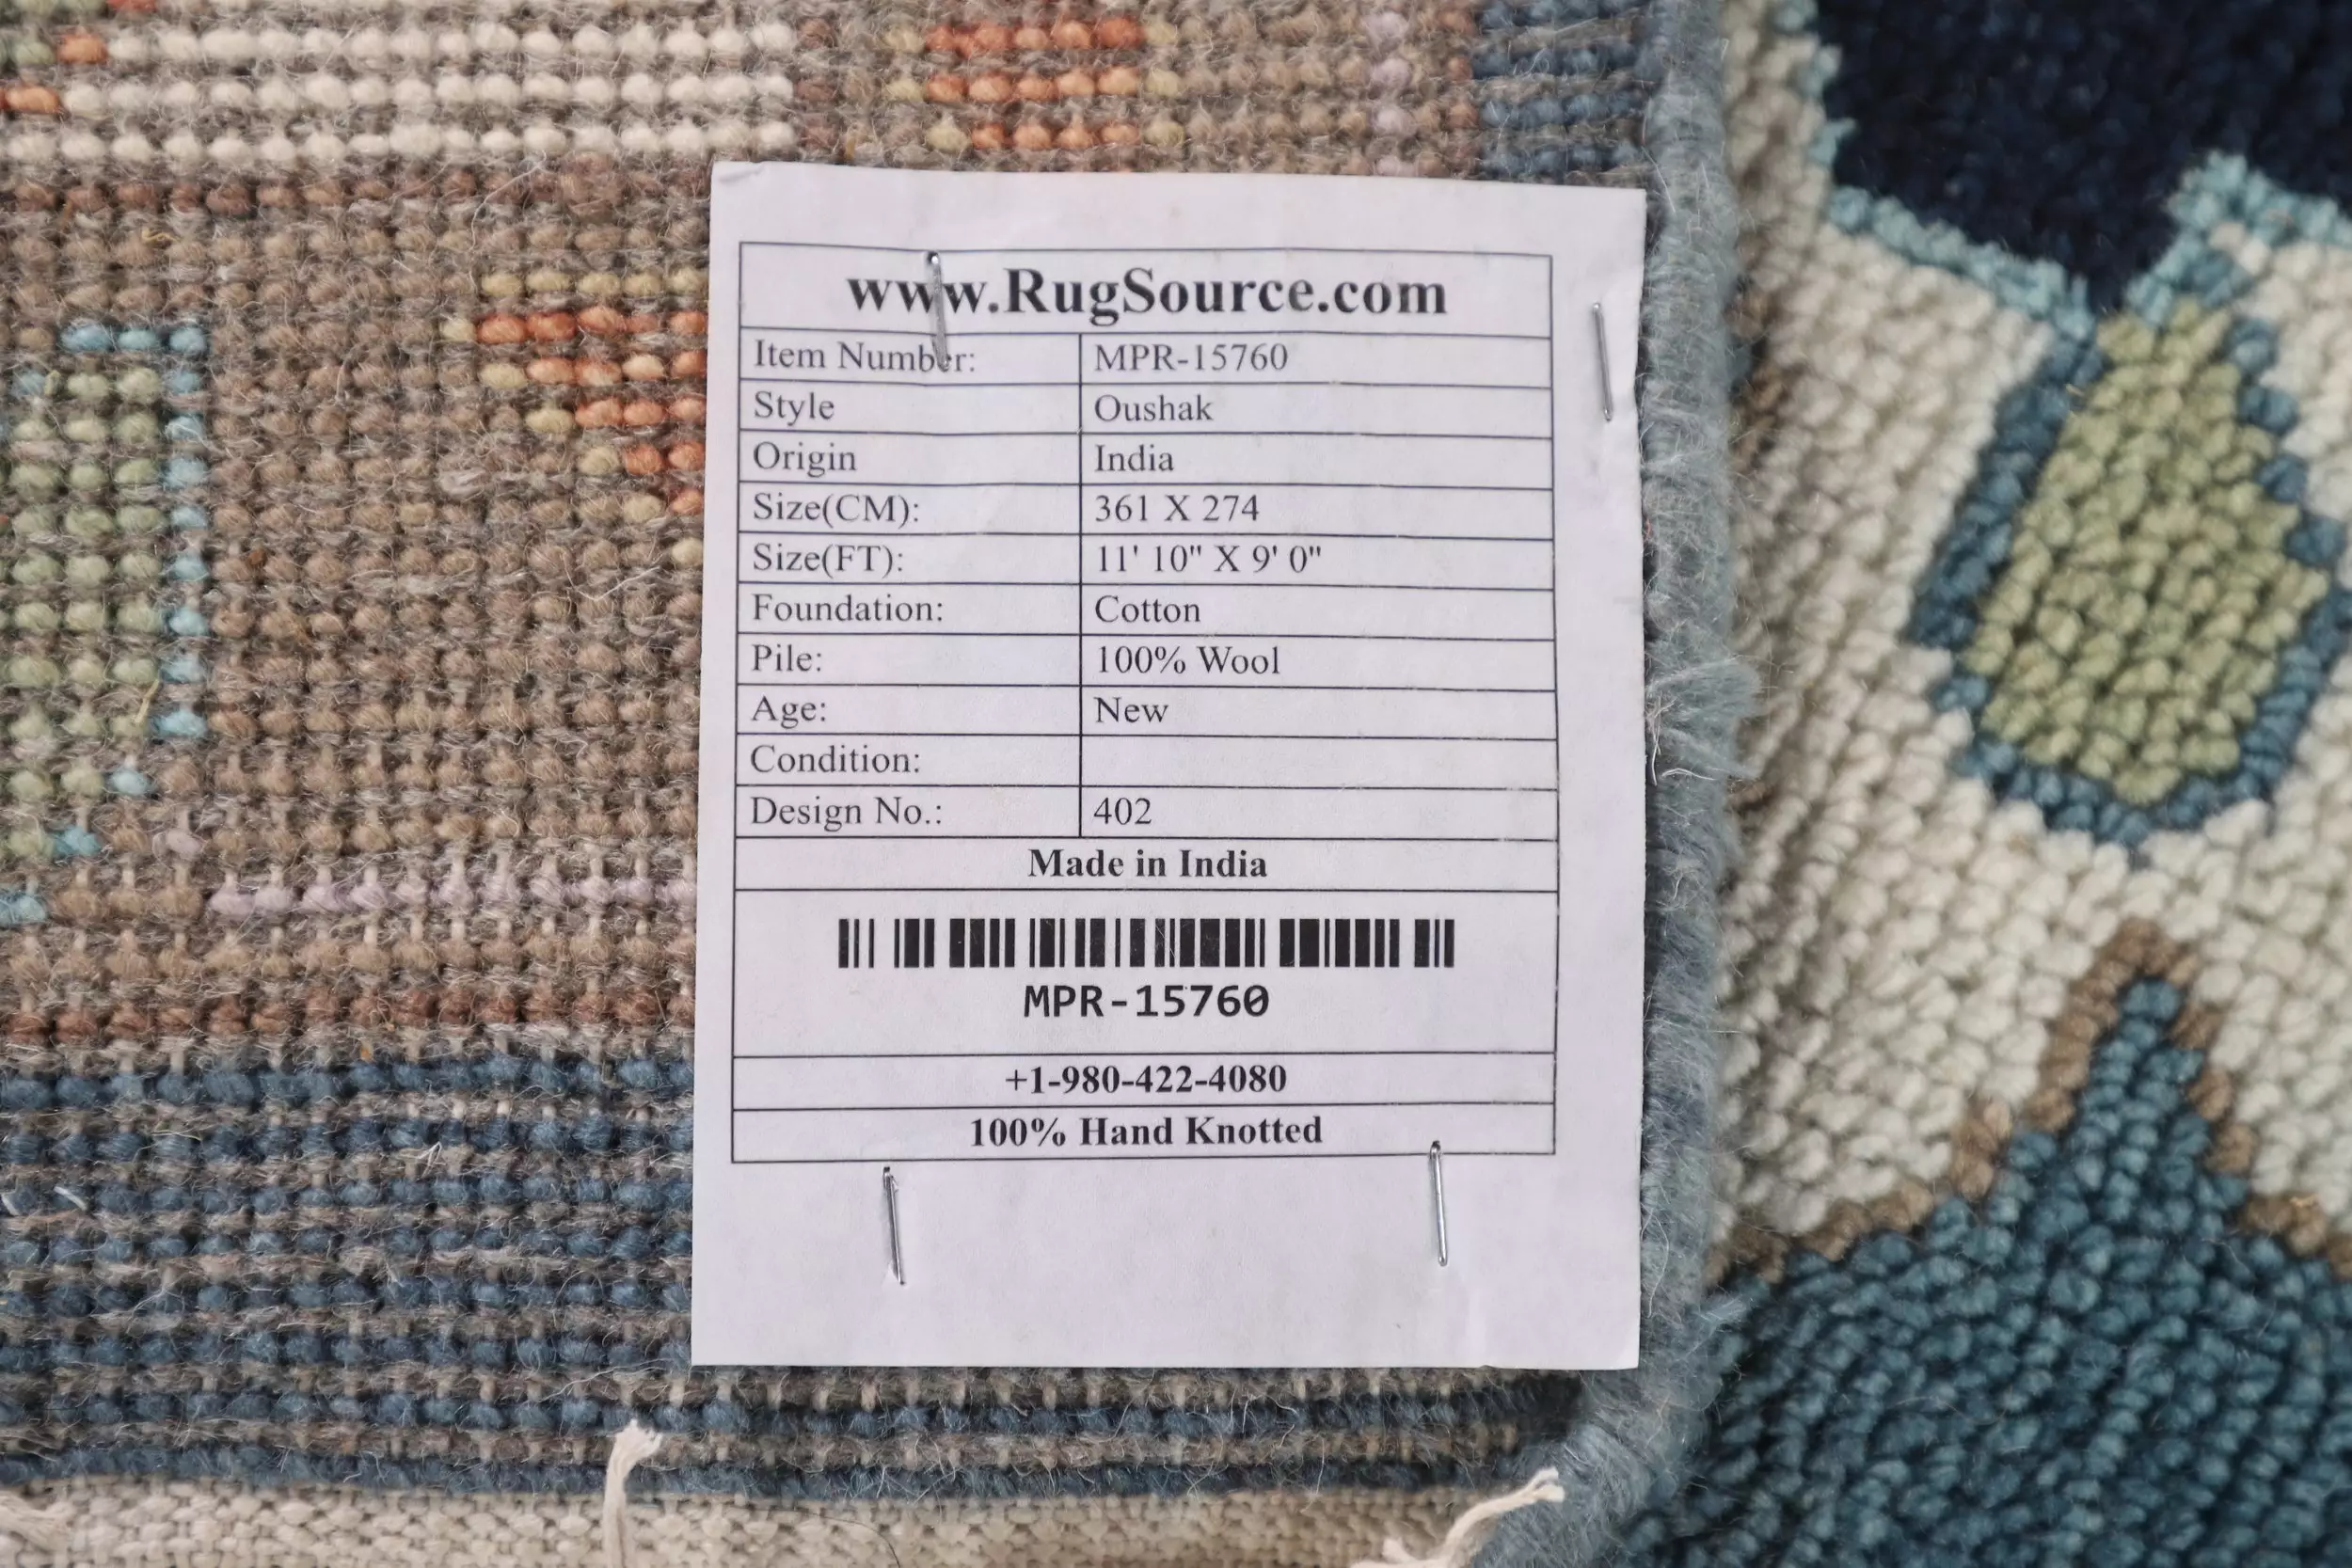 www.RugSource.com
Item Number: MPR-15760
Style Oushak
Origin India
Size(CM): 361 X 274
Size(FT): 11' 10" X 9' 0"
Foundation: Cotton
Pile: 100% Wool
Age: New
Condition:
Design No.: 402
Made in India
MPR-15760
+1-980-422-4080
100% Hand Knotted